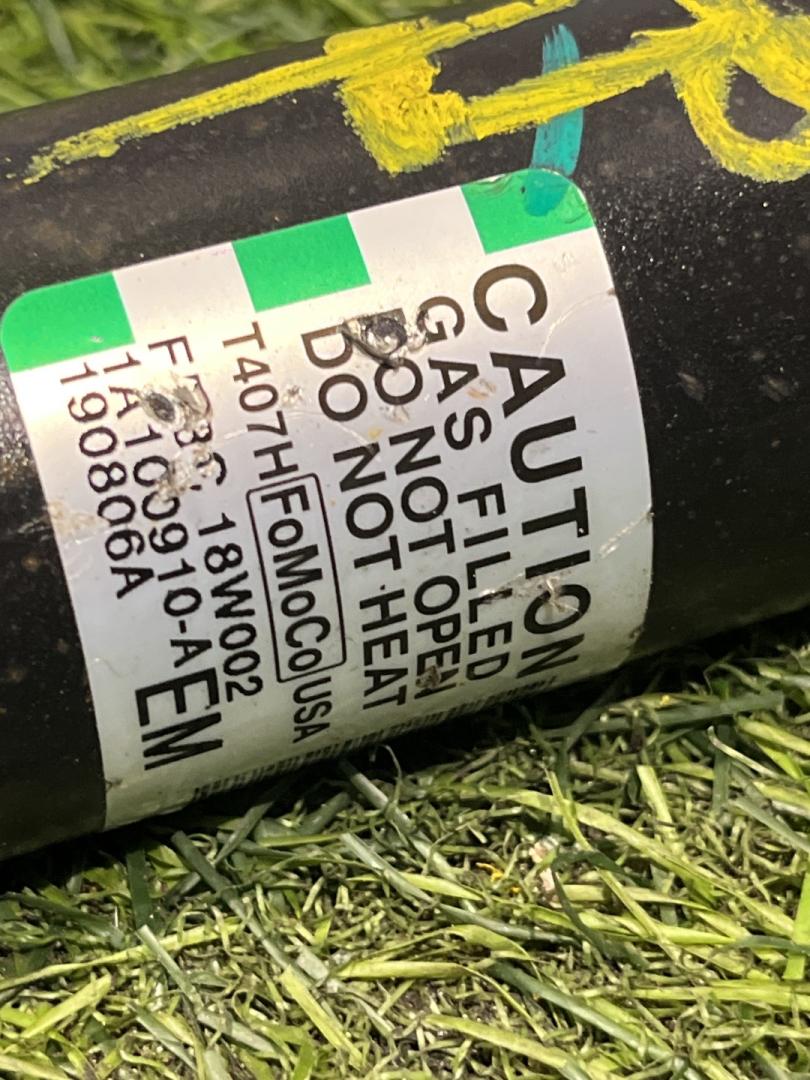 CAUTION
GAS FILLED
DO NOT OPEN
DO NOT HEAT
T407H FoMoCo USA
18W002
1A100910-A EM
190806A